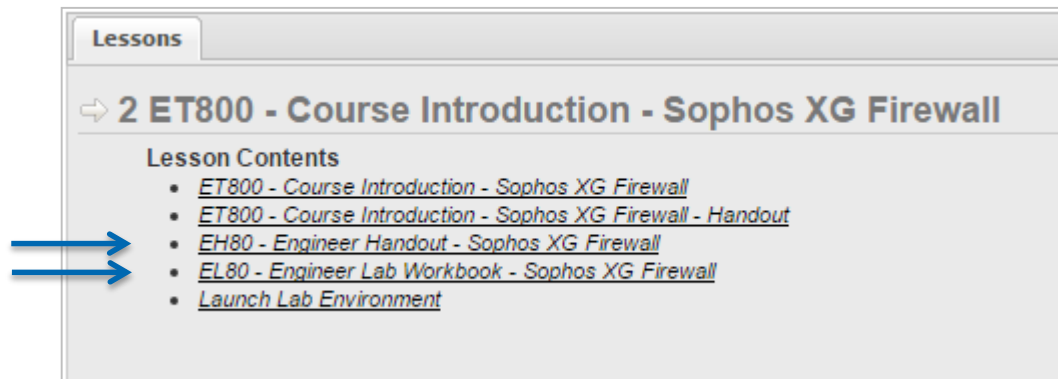 Lessons
2 ET800 - Course Introduction - Sophos XG Firewall
Lesson Contents
ET800 - Course Introduction - Sophos XG Firewall
ET800 - Course Introduction - Sophos XG Firewall - Handout
EH80 - Engineer Handout - Sophos XG Firewall
EL80 - Engineer Lab Workbook - Sophos XG Firewall
Launch Lab Environment